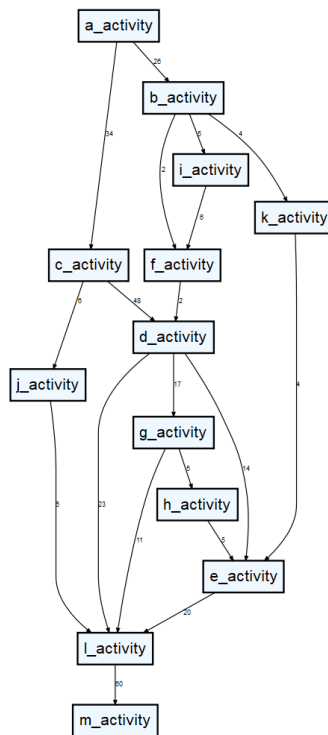 a_activity
26
b_activity
34
5
4
2
i_activity
6
k_activity
c_activity
f_activity
6
48
2
d_activity
j_activity
17
4
g_activity
14
5
5
23
h_activity
11
5
e_activity
20
l_activity
60
m_activity